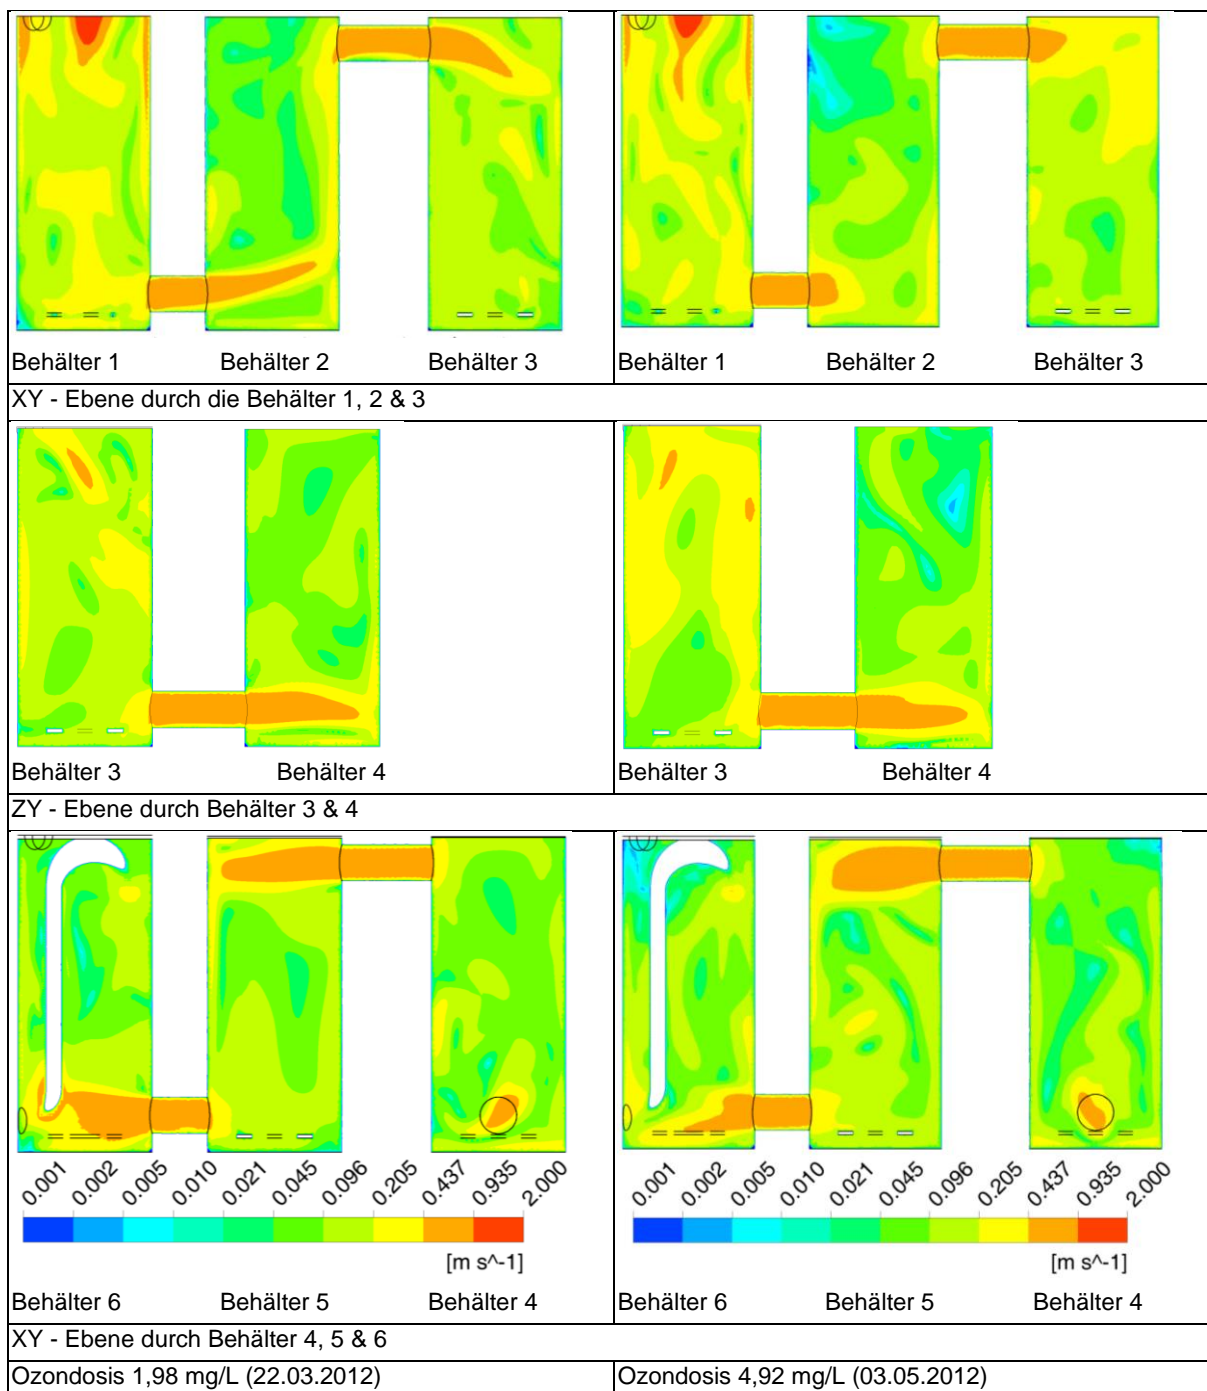 Behälter 1 Behälter 2 Behälter 3 Behälter 1 Behälter 2 Behälter 3
XY - Ebene durch die Behälter 1, 2 & 3
Behälter 3 Behälter 4 Behälter 3 Behälter 4
ZY - Ebene durch Behälter 3 & 4
0.001 0.002 0.005 0.010 0.021 0.045 0.096 0.205 0.437 0.935 2.000 0.001 0.002 0.005 0.010 0.021 0.045 0.096 0.205 0.437 0.935 2.000
[m s^-1] [m s^-1]
Behälter 6 Behälter 5 Behälter 4 Behälter 6 Behälter 5 Behälter 4
XY - Ebene durch Behälter 4, 5 & 6
Ozondosis 1,98 mg/L (22.03.2012) Ozondosis 4,92 mg/L (03.05.2012)